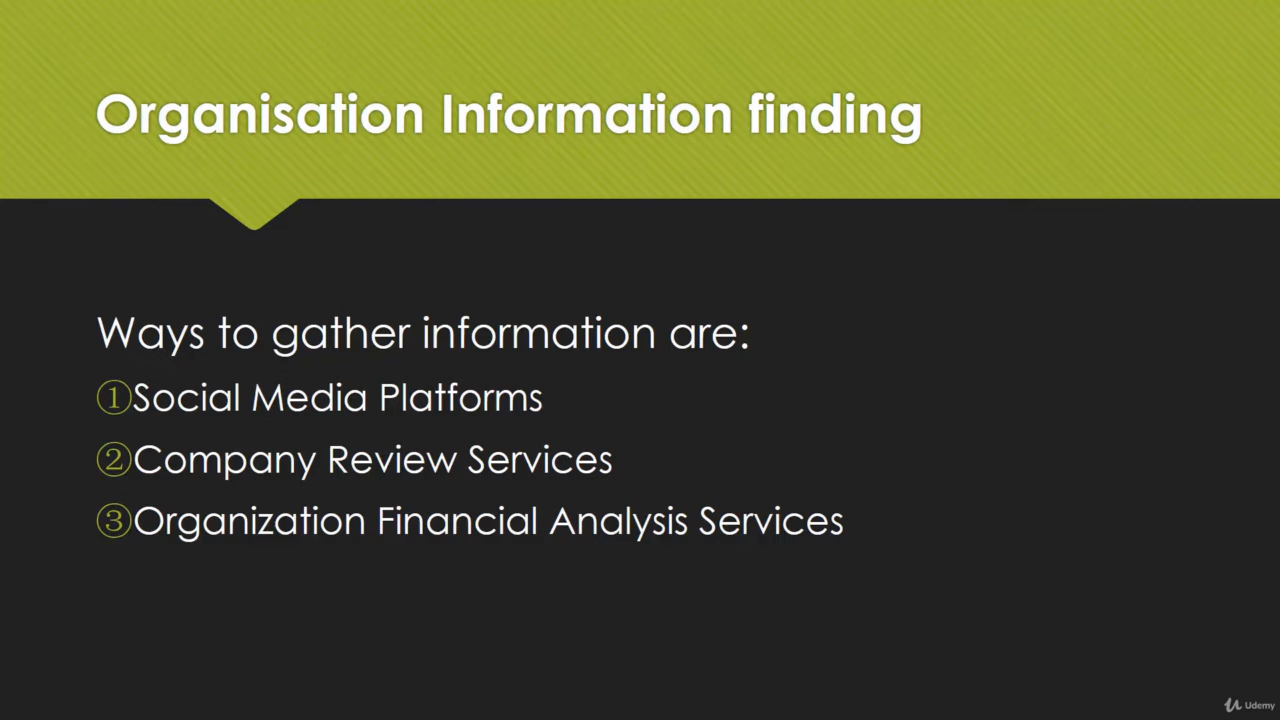 Organisation Information finding
Ways to gather information are:
①Social Media Platforms
②Company Review Services
③Organization Financial Analysis Services
Udemy